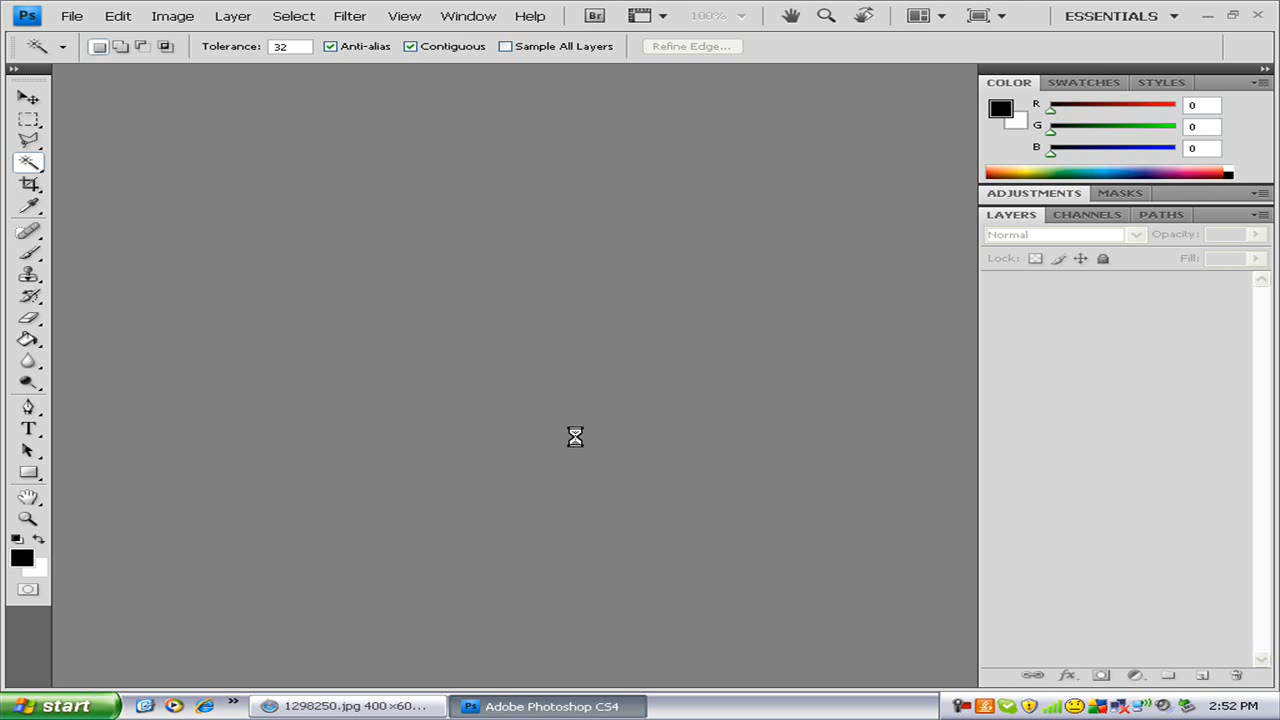 Ps File Edit Image Layer Select Filter View Window Help Br 100% ESSENTIALS
Tolerance: 32 Anti-alias Contiguous Sample All Layers Refine Edge...
COLOR SWATCHES STYLES
R 0
G 0
B 0
ADJUSTMENTS MASKS
LAYERS CHANNELS PATHS
Normal Opacity:
Lock: Fill:
T
fx
start 1298250.jpg 400×60... Ps Adobe Photoshop CS4 2:52 PM